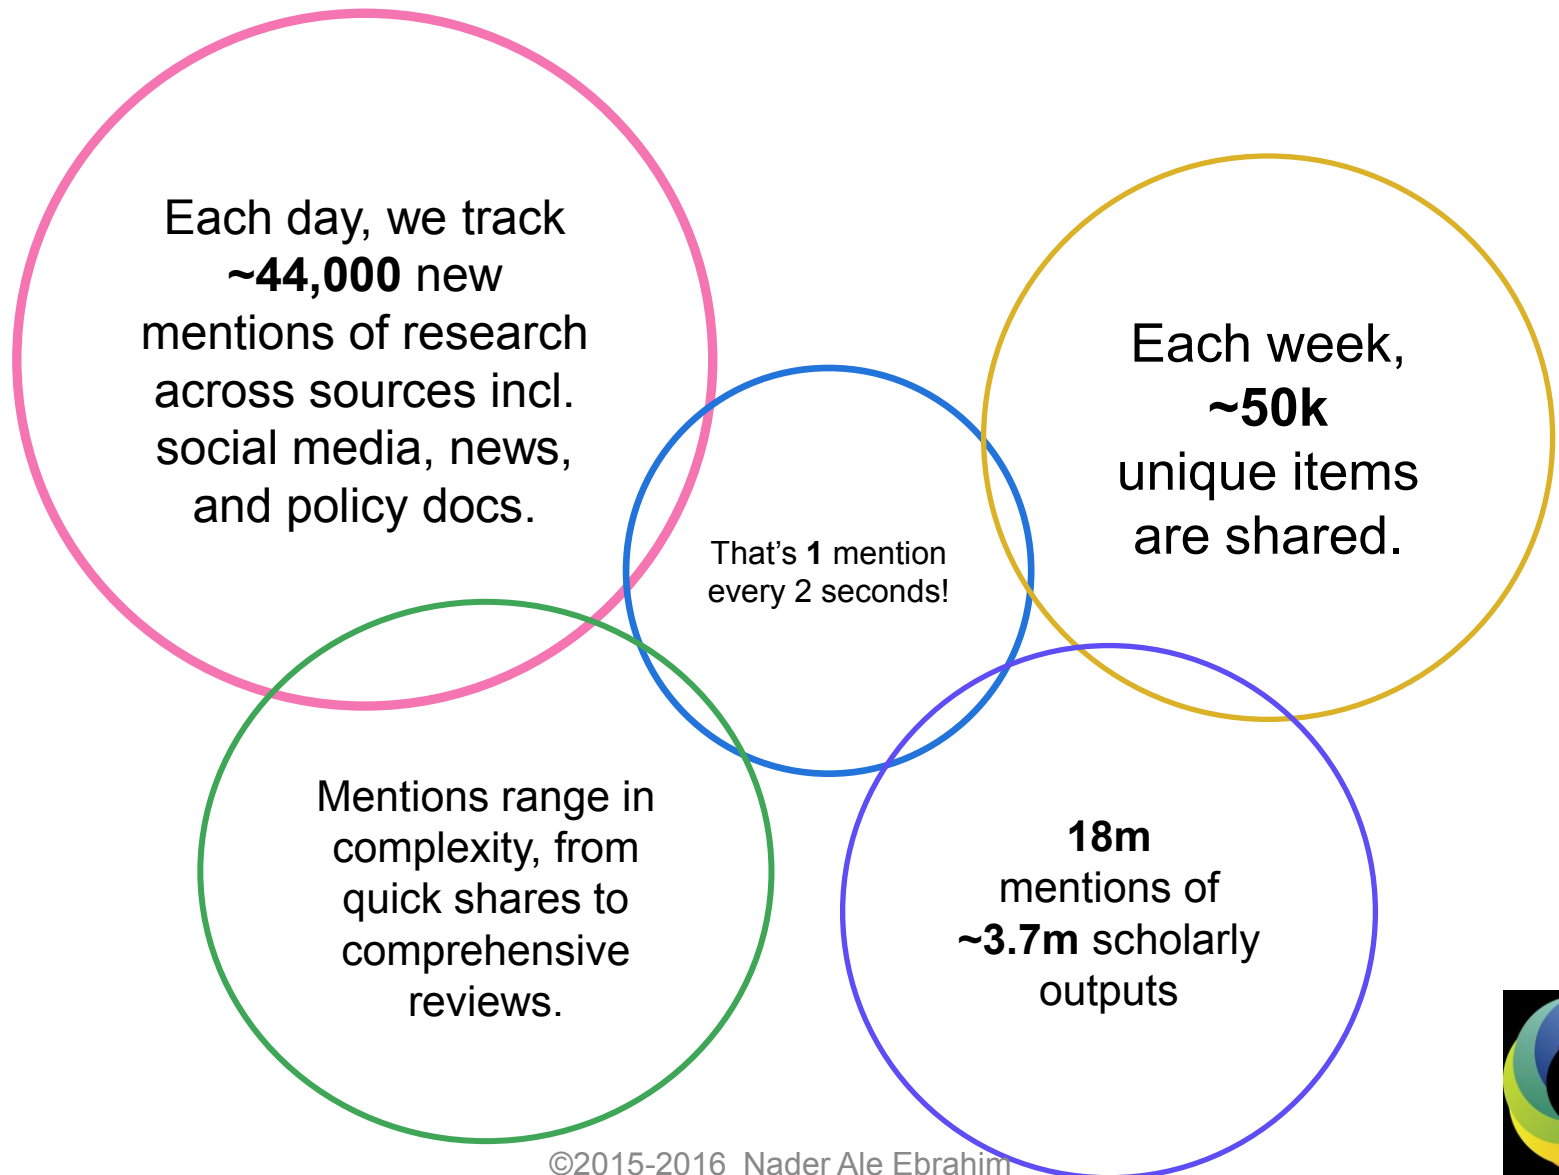 Each day, we track
~44,000 new
mentions of research
across sources incl.
social media, news,
and policy docs.
Each week,
~50k
unique items
are shared.
That's 1 mention
every 2 seconds!
Mentions range in
complexity, from
quick shares to
comprehensive
reviews.
18m
mentions of
~3.7m scholarly
outputs
©2015-2016 Nader Ale Ebrahim